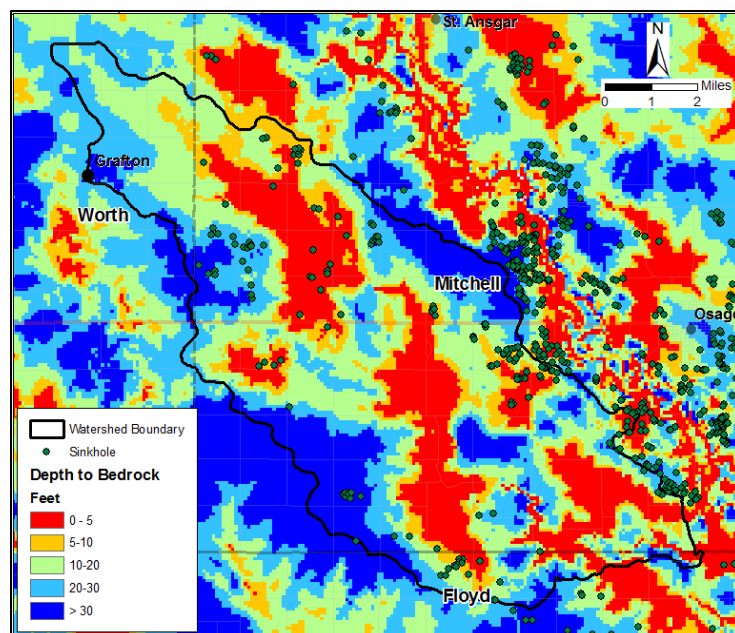 St. Ansgar
N
Miles
0 1 2
Grafton
Worth
Mitchell
Osage
Watershed Boundary
Sinkhole
Depth to Bedrock
Feet
0 - 5
5-10
10-20
20-30
> 30
Floyd